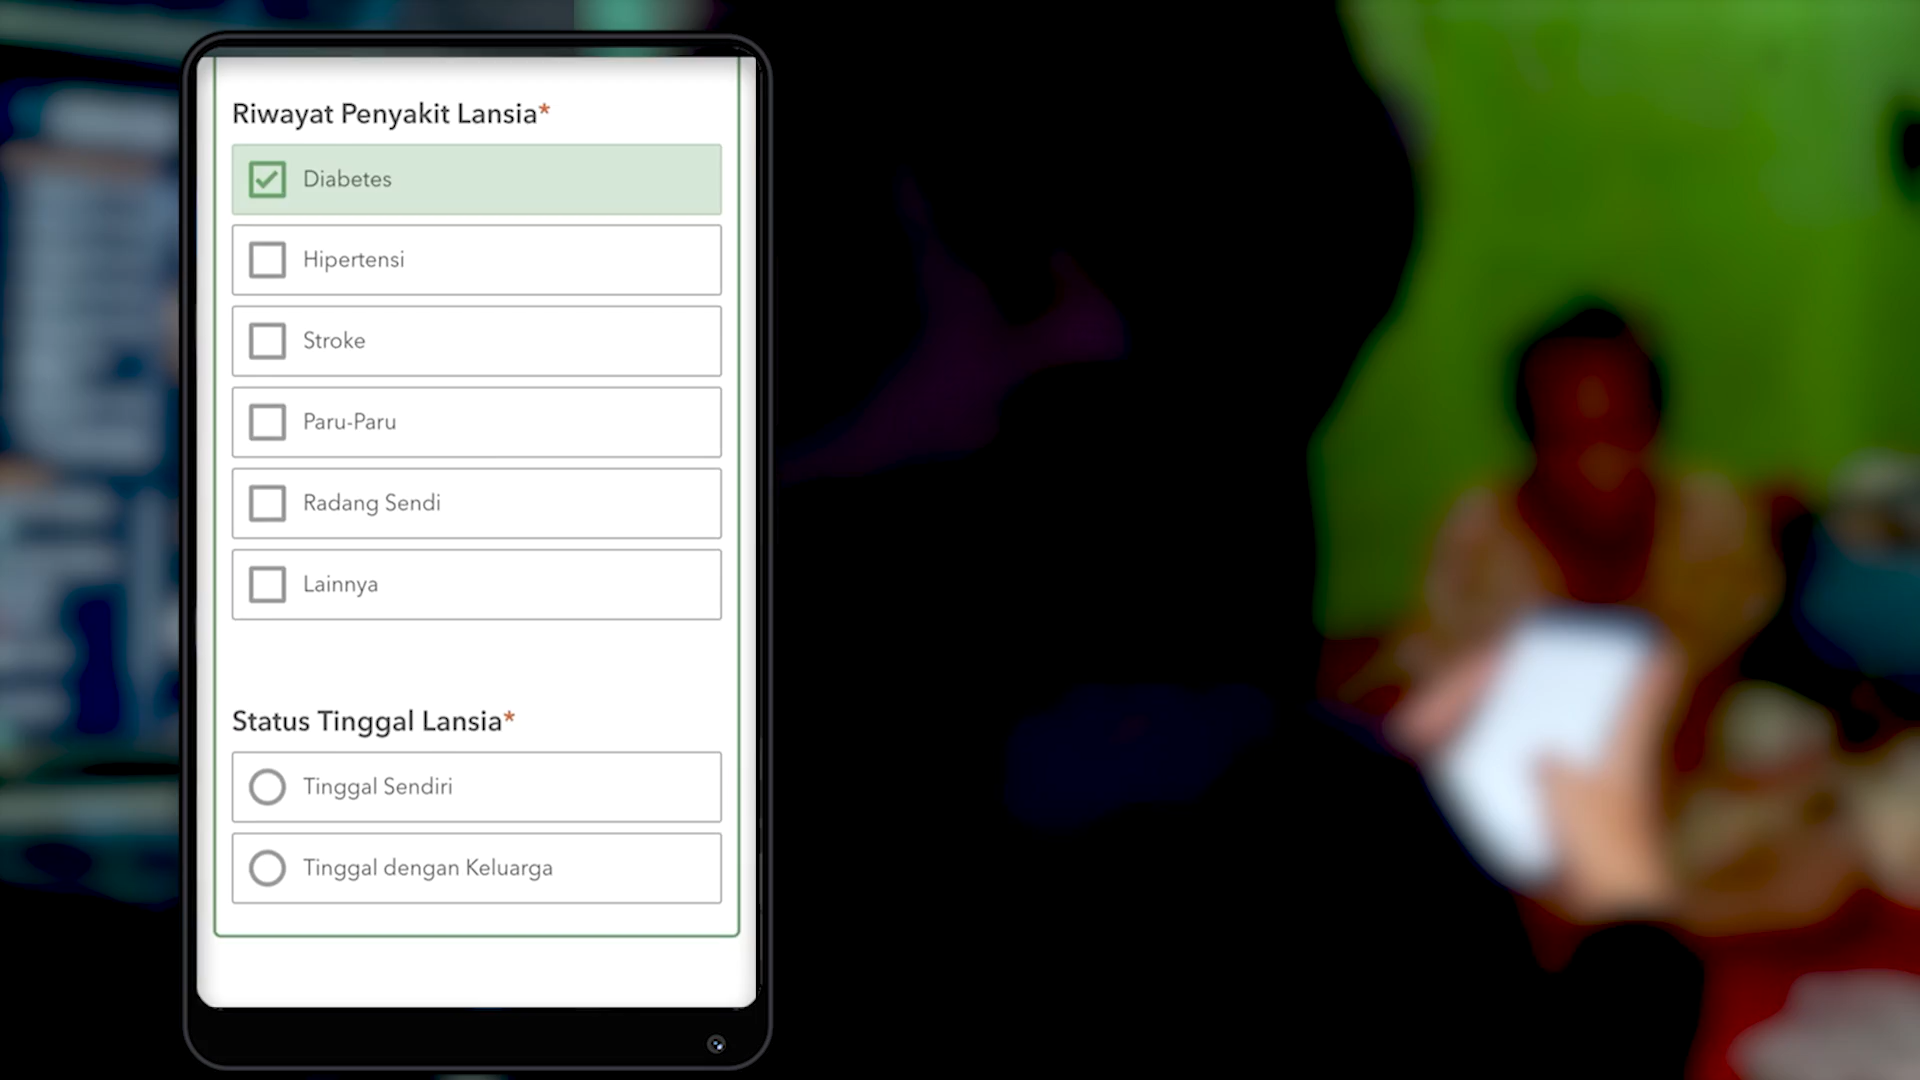 Riwayat Penyakit Lansia*
Diabetes
Hipertensi
Stroke
Paru-Paru
Radang Sendi
Lainnya
Status Tinggal Lansia*
Tinggal Sendiri
Tinggal dengan Keluarga